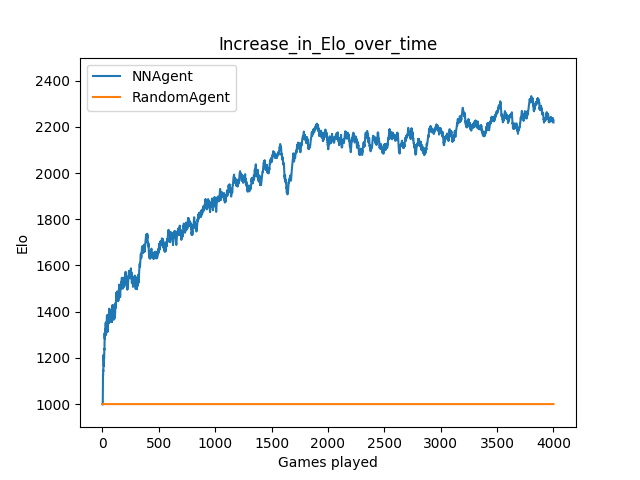 Increase_in_Elo_over_time
NNAgent
RandomAgent
2400
2200
2000
1800
1600
1400
1200
1000
Elo
0 500 1000 1500 2000 2500 3000 3500 4000
Games played